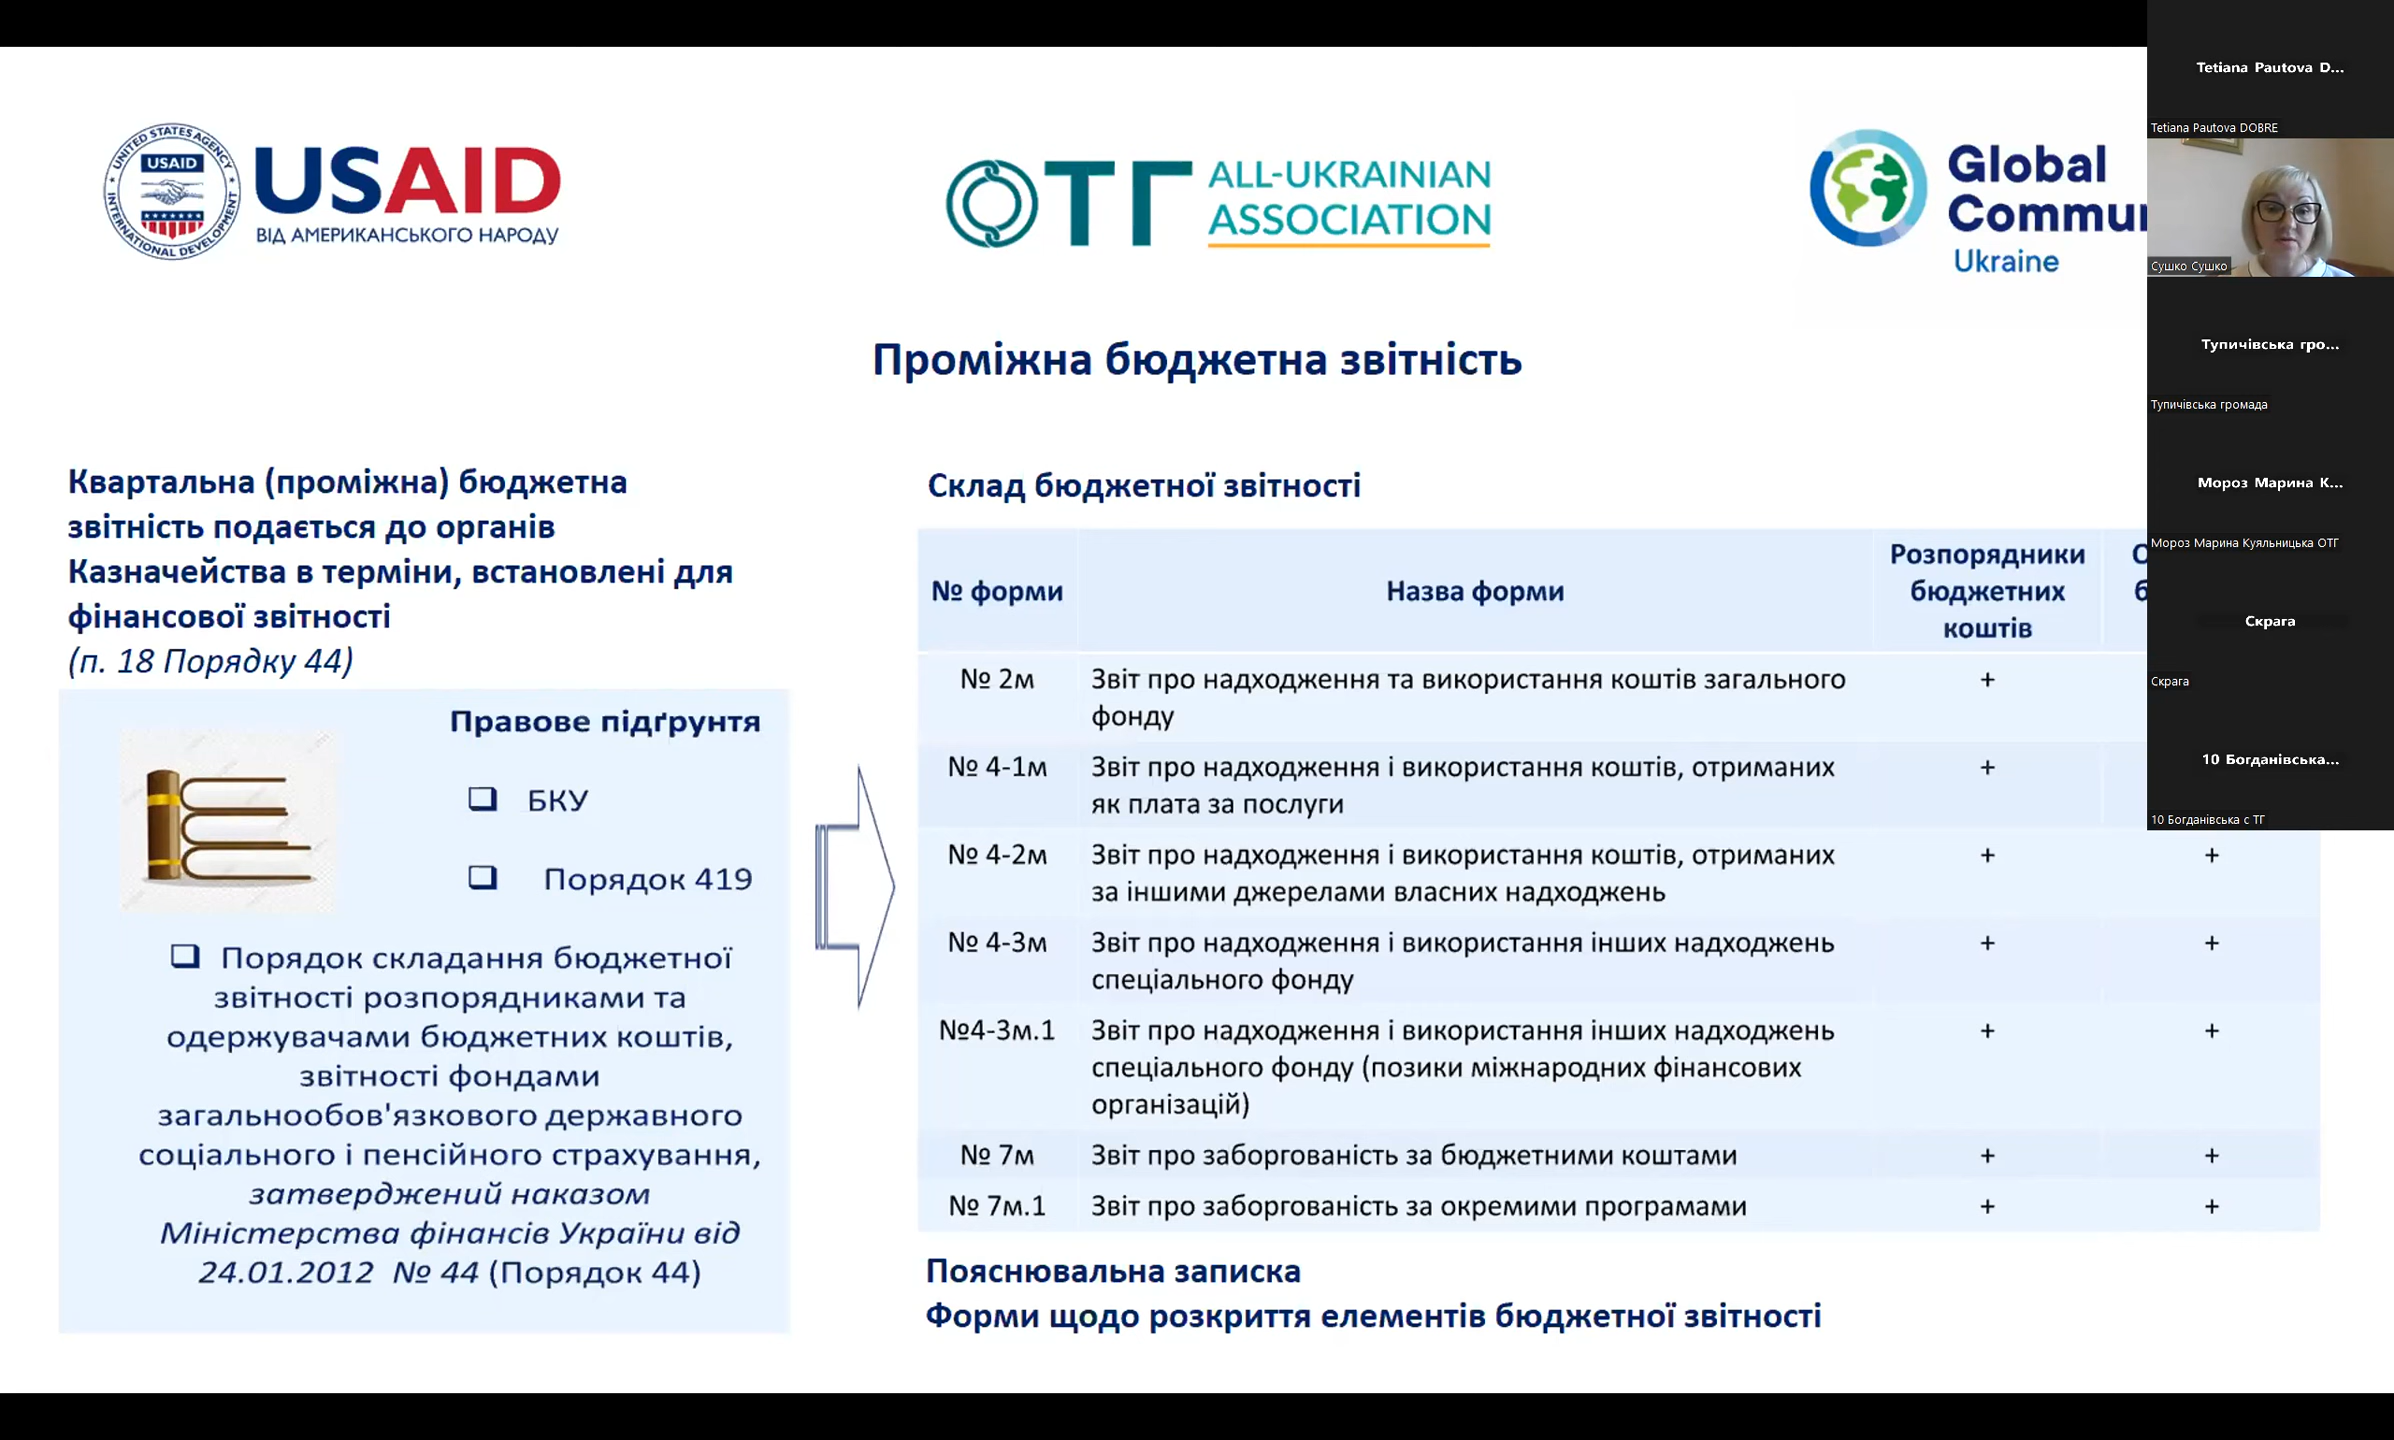 UNITED STATES AGENCY
USAID
INTERNATIONAL DEVELOPMENT
USAID
ВІД АМЕРИКАНСЬКОГО НАРОДУ
ОТГ
ALL-UKRAINIAN
ASSOCIATION
Global
Commu
Ukraine
Проміжна бюджетна звітність
Квартальна (проміжна) бюджетна
звітність подається до органів
Казначейства в терміни, встановлені для
фінансової звітності
(п. 18 Порядку 44)
Правове підґрунтя
БКУ
Порядок 419
Порядок складання бюджетної
звітності розпорядниками та
одержувачами бюджетних коштів,
звітності фондами
загальнообов'язкового державного
соціального і пенсійного страхування,
затверджений наказом
Міністерства фінансів України від
24.01.2012 № 44 (Порядок 44)
Склад бюджетної звітності
№ форми
Назва форми
Розпорядники
бюджетних
коштів
№ 2м Звіт про надходження та використання коштів загального +
фонду
№ 4-1м Звіт про надходження і використання коштів, отриманих +
як плата за послуги
№ 4-2м Звіт про надходження і використання коштів, отриманих + +
за іншими джерелами власних надходжень
№ 4-3м Звіт про надходження і використання інших надходжень + +
спеціального фонду
№4-3м.1 Звіт про надходження і використання інших надходжень + +
спеціального фонду (позики міжнародних фінансових
організацій)
№ 7м Звіт про заборгованість за бюджетними коштами + +
№ 7м.1 Звіт про заборгованість за окремими програмами + +
Пояснювальна записка
Форми щодо розкриття елементів бюджетної звітності
Tetiana Pautova D...
Tetiana Pautova DOBRE
Сушко Сушко
Тупичівська гро...
Тупичівська громада
Мороз Марина К...
Мороз Марина Куяльницька ОТГ
Скрага
Скрага
10 Богданівська...
10 Богданівська с ТГ